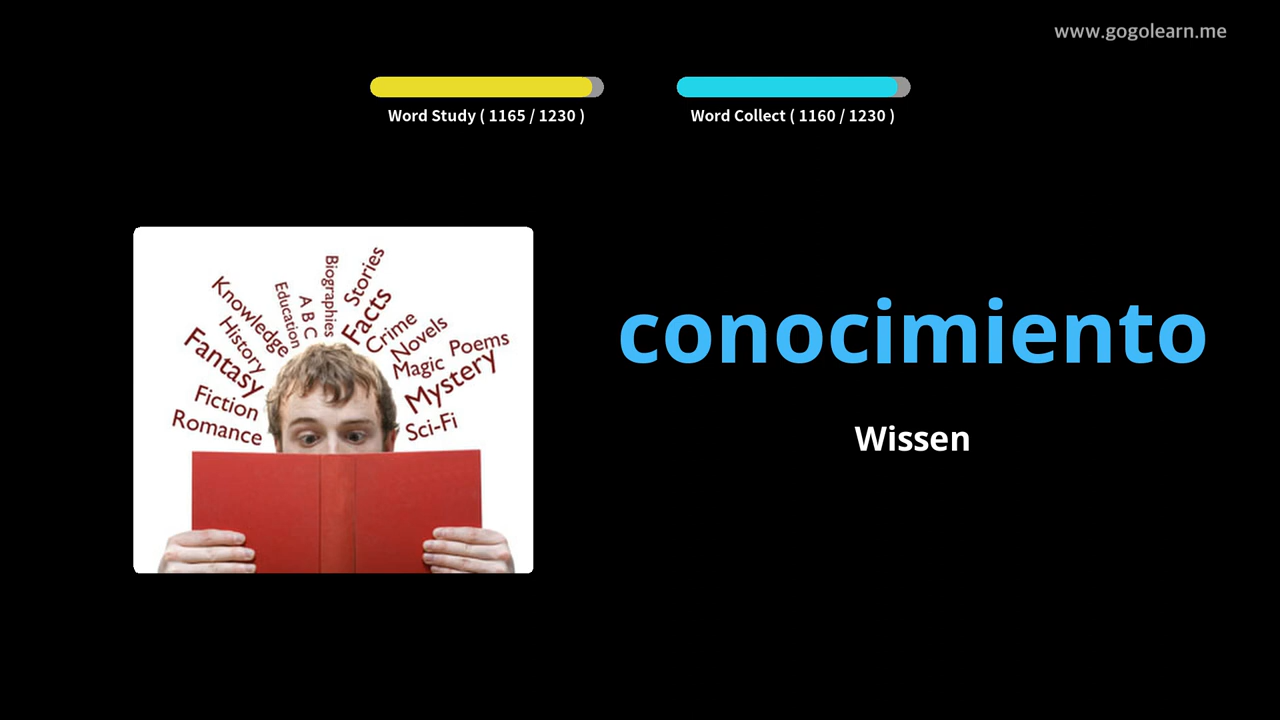 www.gogolearn.me
Word Study ( 1165 / 1230 )
Word Collect ( 1160 / 1230 )
Knowledge
Education
A B C
Biographies
Stories
Facts
Crime
Novels
Poems
History
Fantasy
Magic
Mystery
Fiction
Romance
Sci-Fi
conocimiento
Wissen